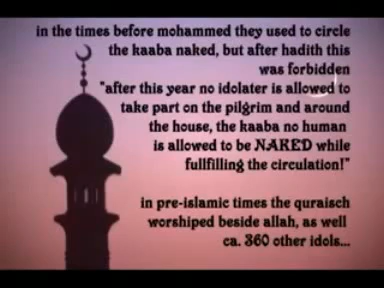 in the times before mohammed they used to circle
the kaaba naked, but after hadith this
was forbidden
"after this year no idolater is allowed to
take part on the pilgrim and around
the house, the kaaba no human
is allowed to be NAKED while
fullfilling the circulation!"
in pre-islamic times the quraisch
worshiped beside allah, as well
ca. 360 other idols...